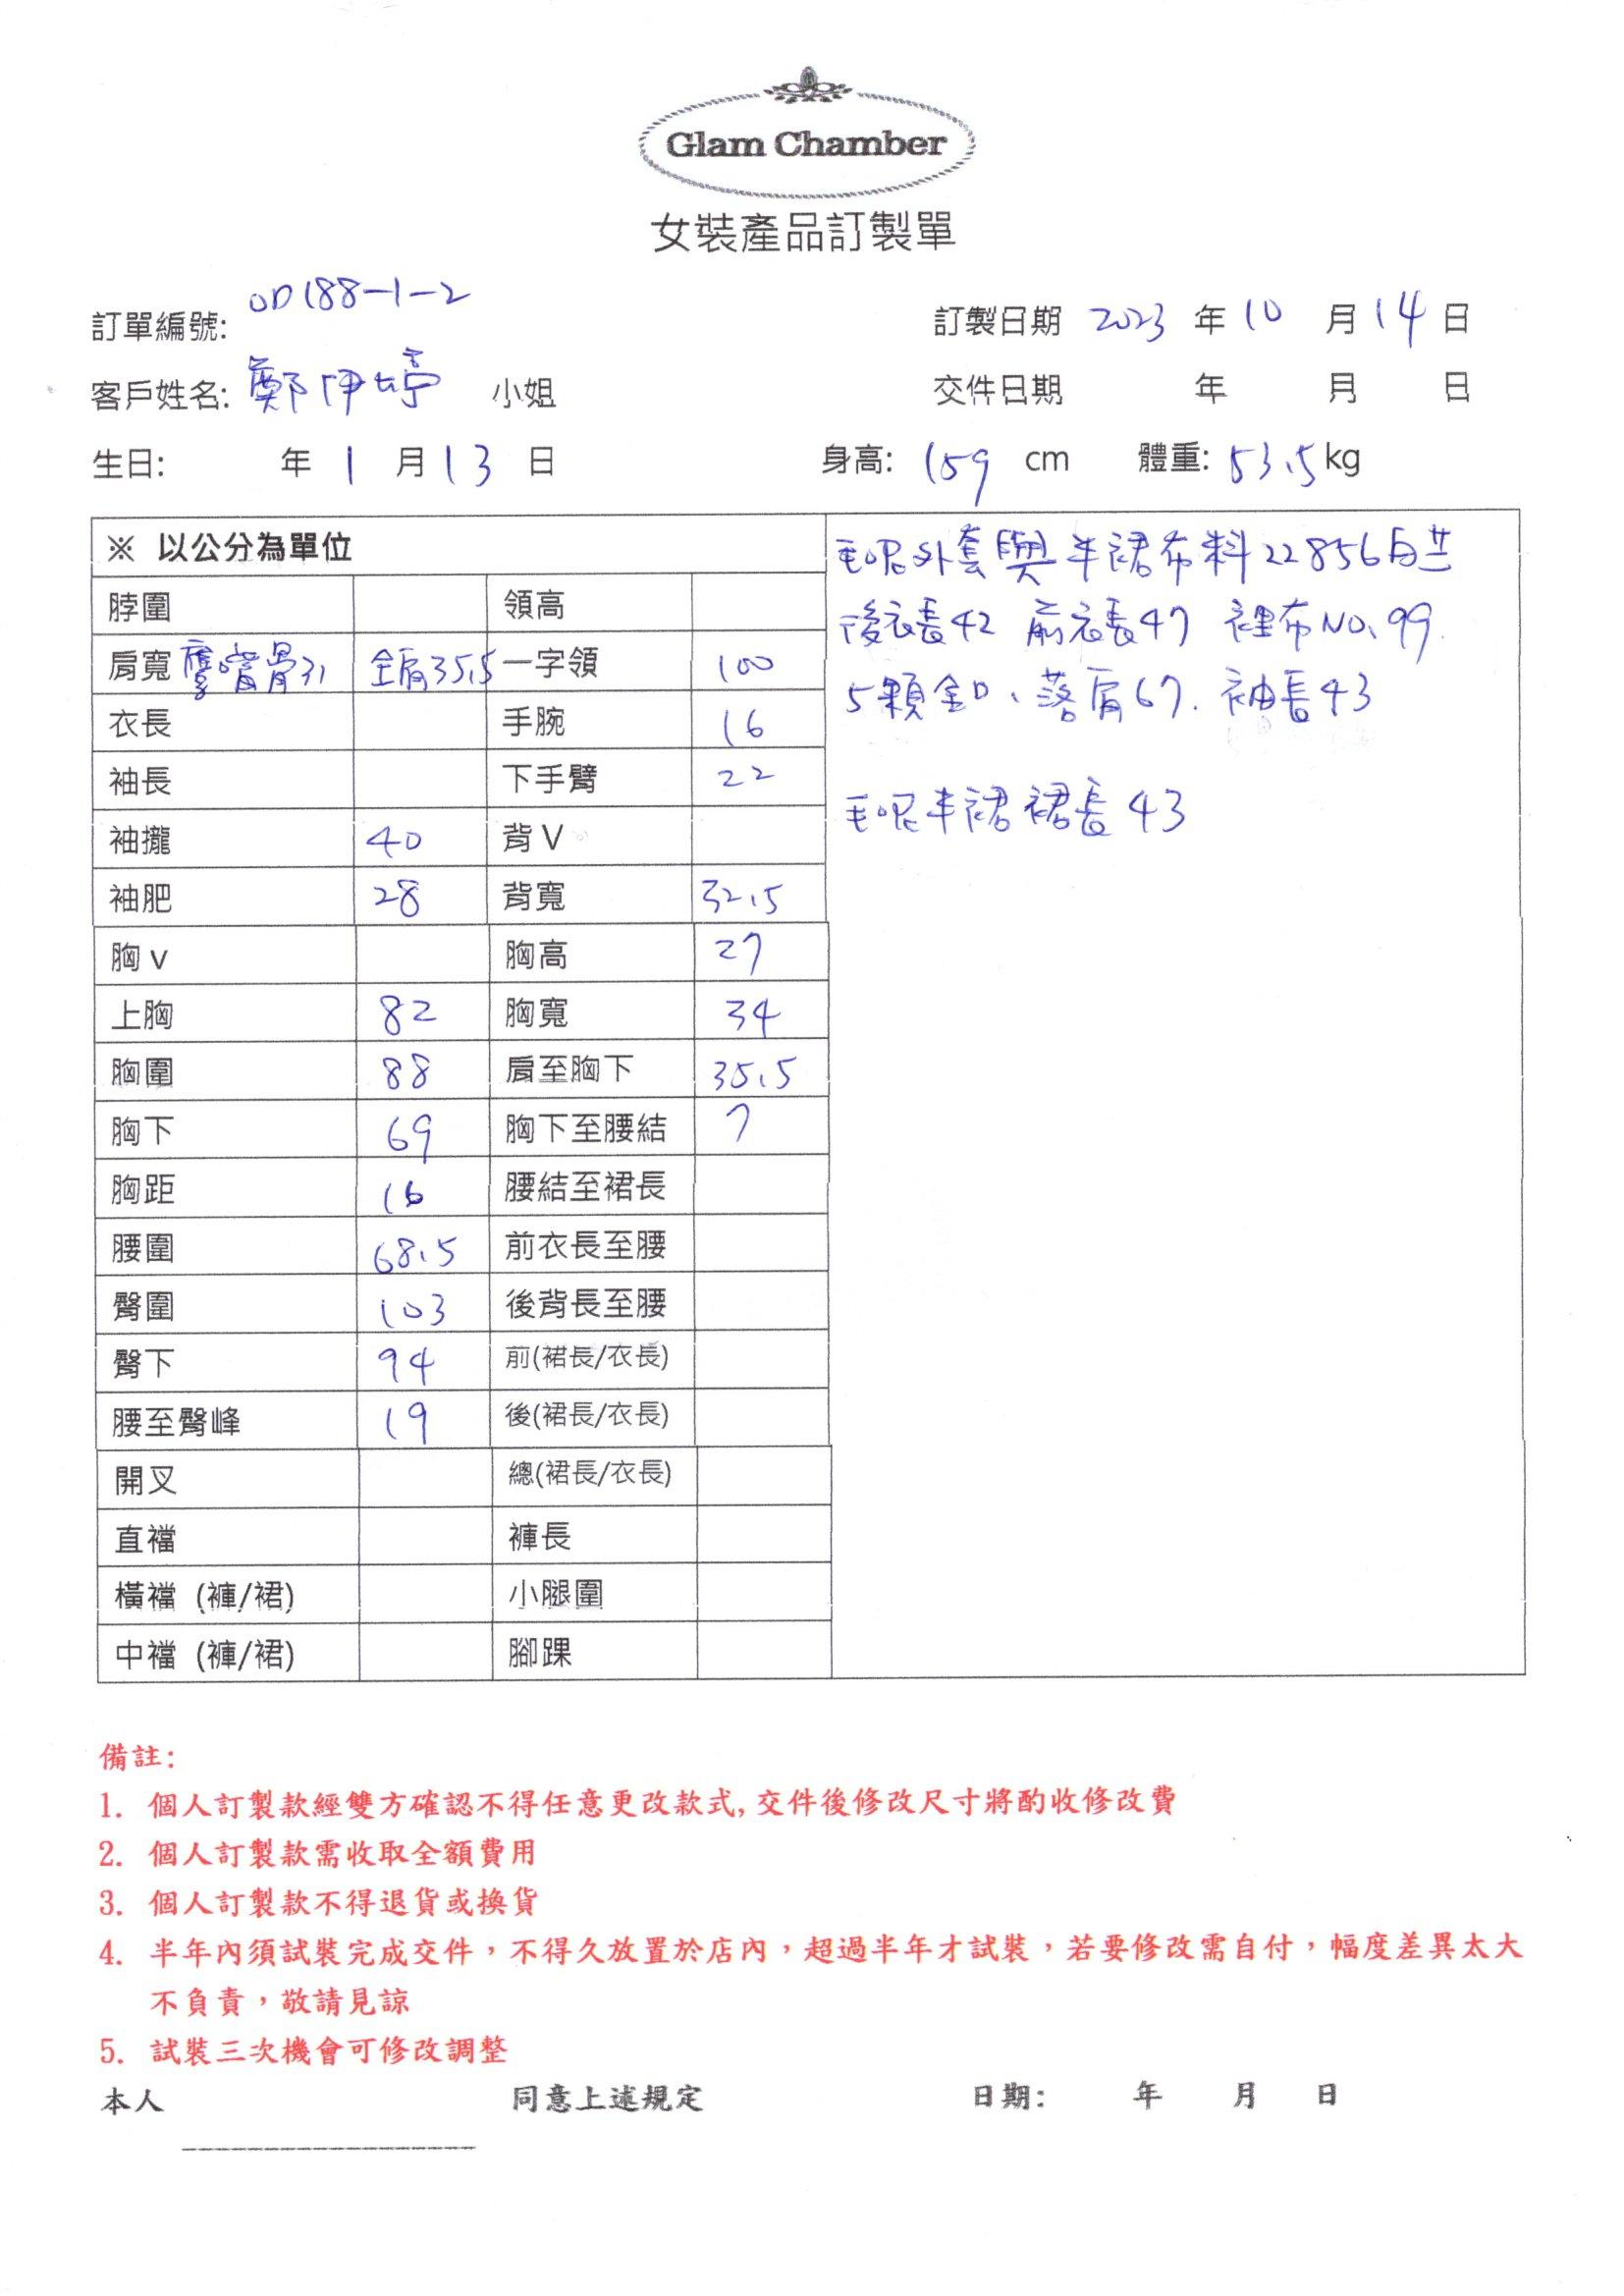 Glam Chamber
女裝產品訂製單
訂單編號: OD188-1-2
訂製日期 2023 年 10 月 14 日
客戶姓名: 鄭伊婷 小姐
交件日期 年 月 日
生日: 年 1 月 13 日 身高: 159 cm 體重: 53.5 kg
※ 以公分為單位
脖圍 領高
肩寬 骨31 全肩35.5 一字領 100
衣長 手腕 16
袖長 下手臂 22
袖攏 40 背V
袖肥 28 背寬 32.5
胸v 胸高 27
上胸 82 胸寬 34
胸圍 88 肩至胸下 35.5
胸下 69 胸下至腰結 7
胸距 16 腰結至裙長
腰圍 68.5 前衣長至腰
臀圍 103 後背長至腰
臀下 94 前(裙長/衣長)
腰至臀峰 19 後(裙長/衣長)
開叉 總(裙長/衣長)
直襠 褲長
橫襠 (褲/裙) 小腿圍
中襠 (褲/裙) 腳踝
毛呢外套與半裙布料22856
後衣長42 前衣長47 裡布NO.99.
5顆釦、落肩67. 袖長43
毛呢半裙裙長43
備註:
1. 個人訂製款經雙方確認不得任意更改款式,交件後修改尺寸將酌收修改費
2. 個人訂製款需收取全額費用
3. 個人訂製款不得退貨或換貨
4. 半年內須試裝完成交件，不得久放置於店內，超過半年才試裝，若要修改需自付，幅度差異太大
不負責，敬請見諒
5. 試裝三次機會可修改調整
本人 同意上述規定 日期: 年 月 日